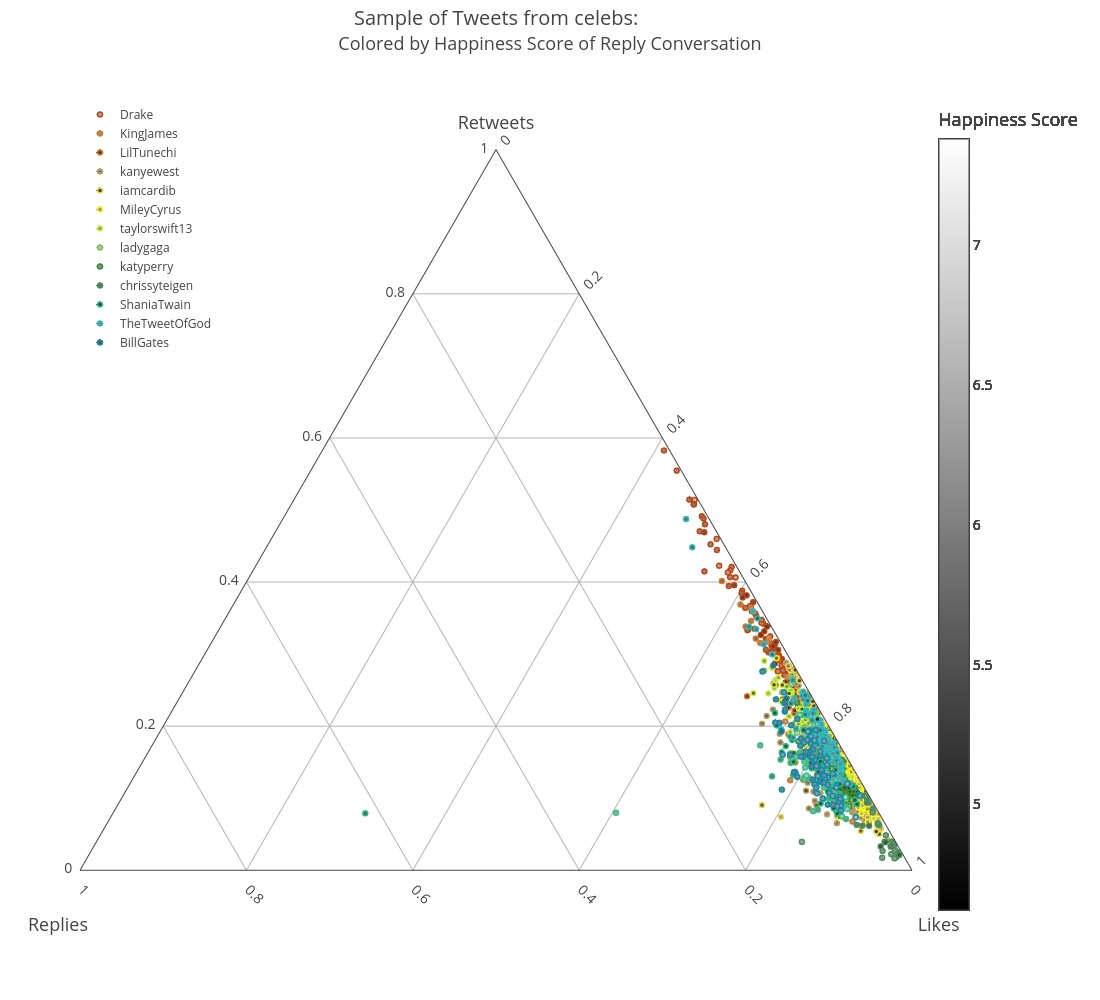 Sample of Tweets from celebs:
Colored by Happiness Score of Reply Conversation
Drake
KingJames
LilTunechi
kanyewest
iamcardib
MileyCyrus
taylorswift13
ladygaga
katyperry
chrissyteigen
ShaniaTwain
TheTweetOfGod
BillGates
Retweets
1
0.8
0.6
0.4
0.2
0
0
0.2
0.4
0.6
0.8
1
1
0.8
0.6
0.4
0.2
0
Replies
Likes
Happiness Score
7
6.5
6
5.5
5